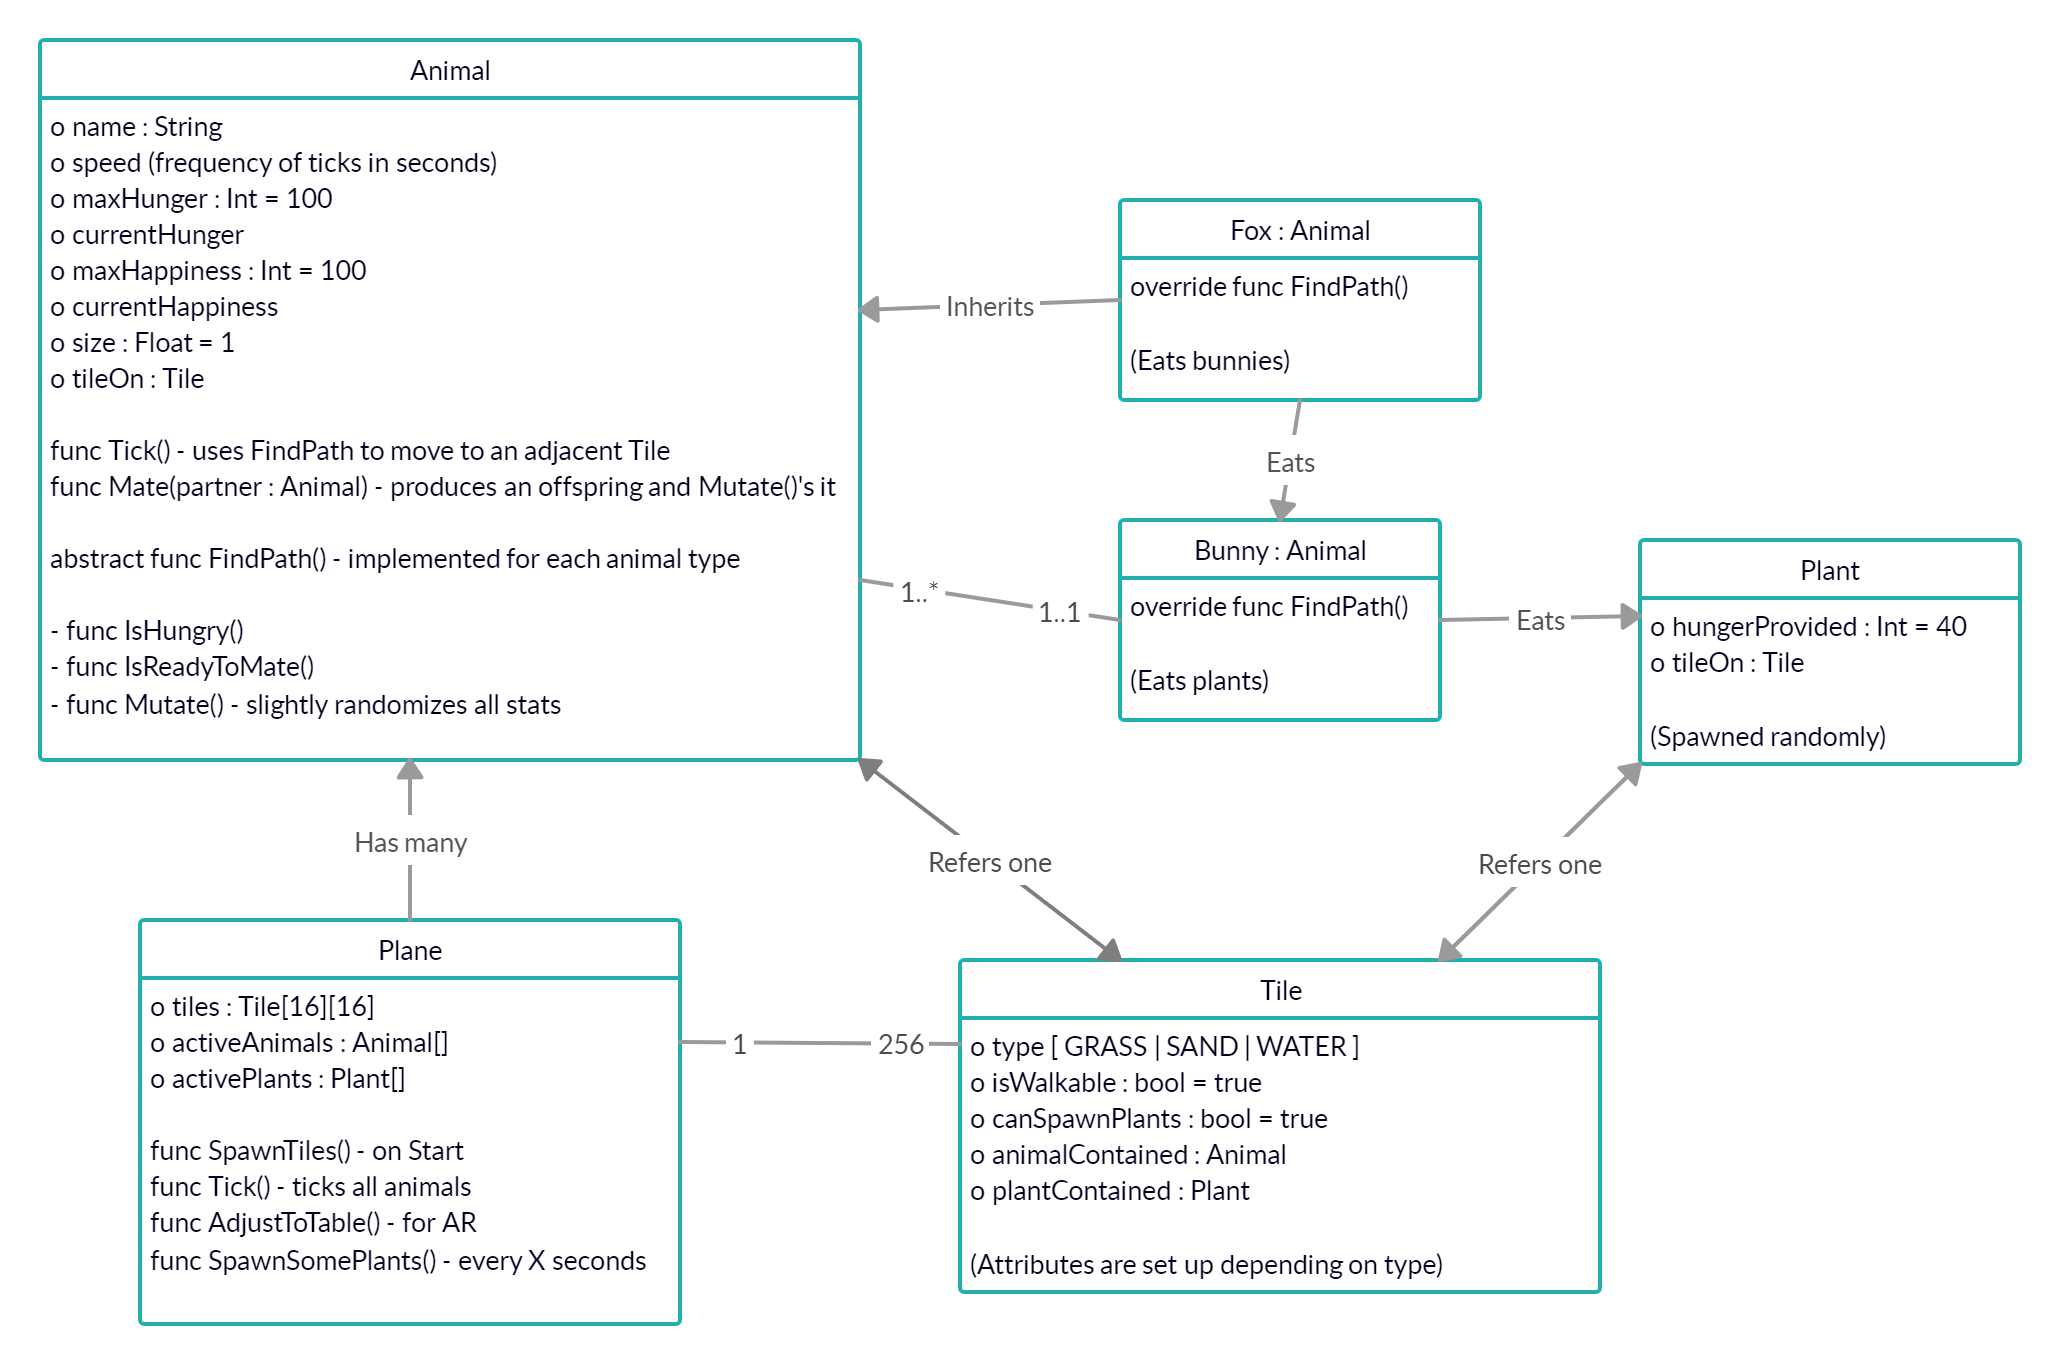 Animal
o name : String
o speed (frequency of ticks in seconds)
o maxHunger : Int = 100
o currentHunger
o maxHappiness : Int = 100
o currentHappiness
o size : Float = 1
o tileOn : Tile
func Tick() - uses FindPath to move to an adjacent Tile
func Mate(partner : Animal) - produces an offspring and Mutate()'s it
abstract func FindPath() - implemented for each animal type
- func IsHungry()
- func IsReadyToMate()
- func Mutate() - slightly randomizes all stats
Inherits
Fox : Animal
override func FindPath()
(Eats bunnies)
Eats
1..*
1..1
Bunny : Animal
override func FindPath()
(Eats plants)
Eats
Plant
o hungerProvided : Int = 40
o tileOn : Tile
(Spawned randomly)
Has many
Refers one
Refers one
Plane
o tiles : Tile[16][16]
o activeAnimals : Animal[]
o activePlants : Plant[]
func SpawnTiles() - on Start
func Tick() - ticks all animals
func AdjustToTable() - for AR
func SpawnSomePlants() - every X seconds
1
256
Tile
o type [ GRASS | SAND | WATER ]
o isWalkable : bool = true
o canSpawnPlants : bool = true
o animalContained : Animal
o plantContained : Plant
(Attributes are set up depending on type)